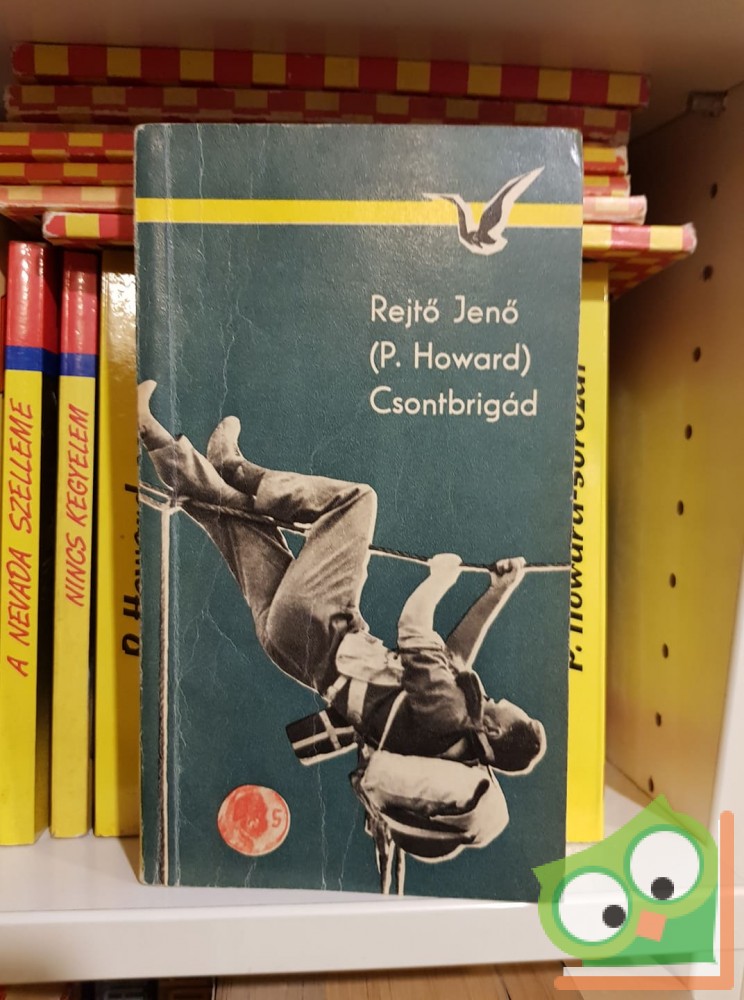 Rejtő Jenő
(P. Howard)
Csontbrigád
5
A NEVADA SZELLEME
NINCS KEGYELEM
P. Howard
P. Howard-sorozat